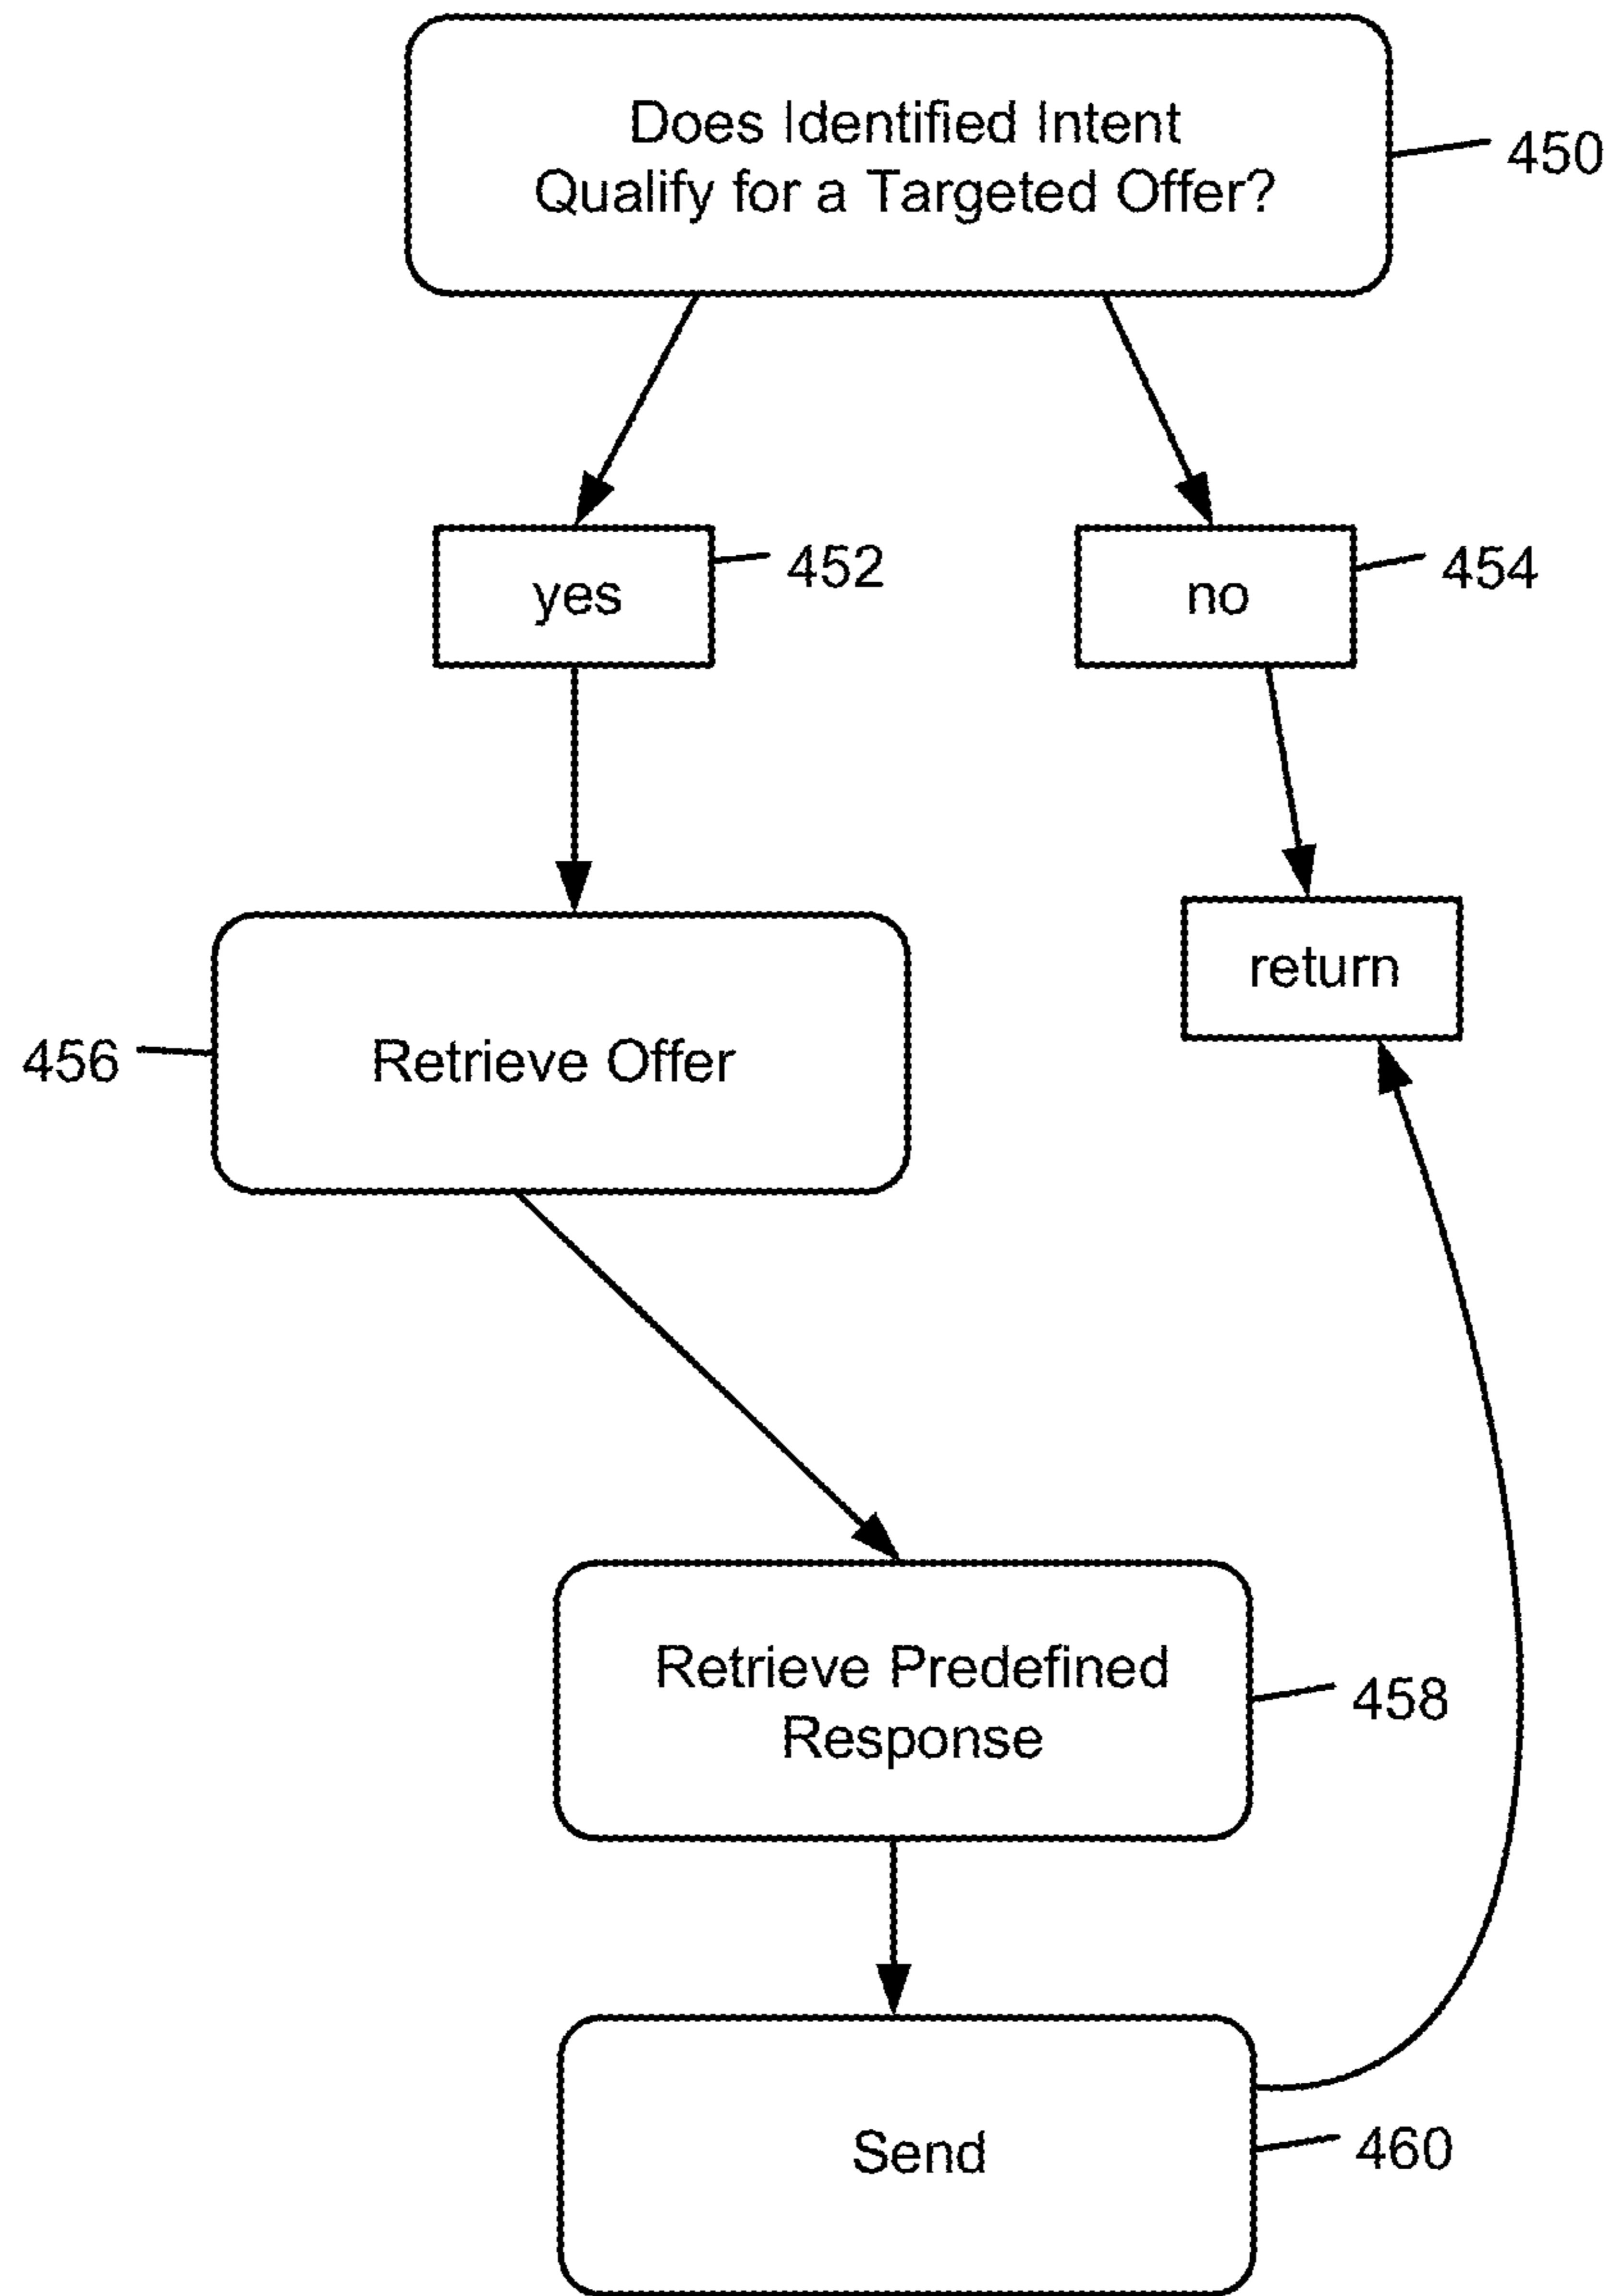 Does Identified Intent
Qualify for a Targeted Offer?
450
yes
452
no
454
return
456
Retrieve Offer
Retrieve Predefined
Response
458
Send
460